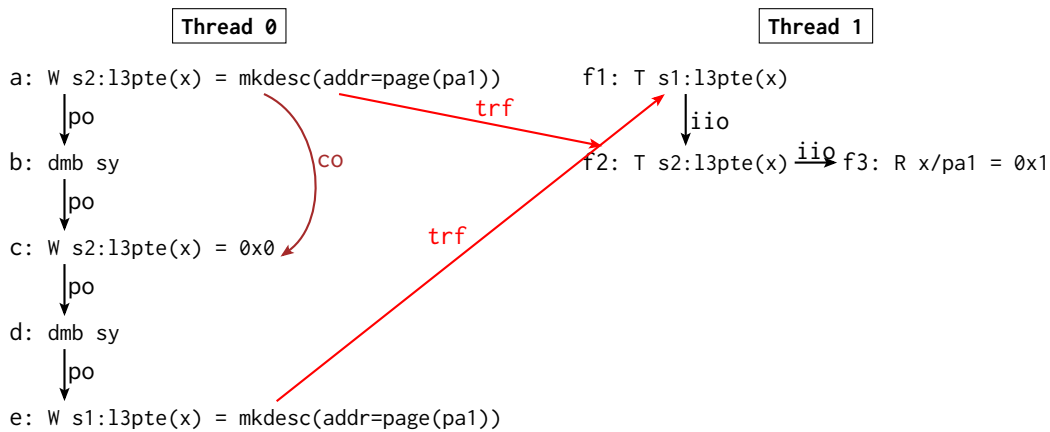 Thread 0
Thread 1
a: W s2:l3pte(x) = mkdesc(addr=page(pa1))
f1: T s1:l3pte(x)
po
trf
iio
co
b: dmb sy
f2: T s2:l3pte(x)
iio
f3: R x/pa1 = 0x1
po
trf
c: W s2:l3pte(x) = 0x0
po
d: dmb sy
po
e: W s1:l3pte(x) = mkdesc(addr=page(pa1))